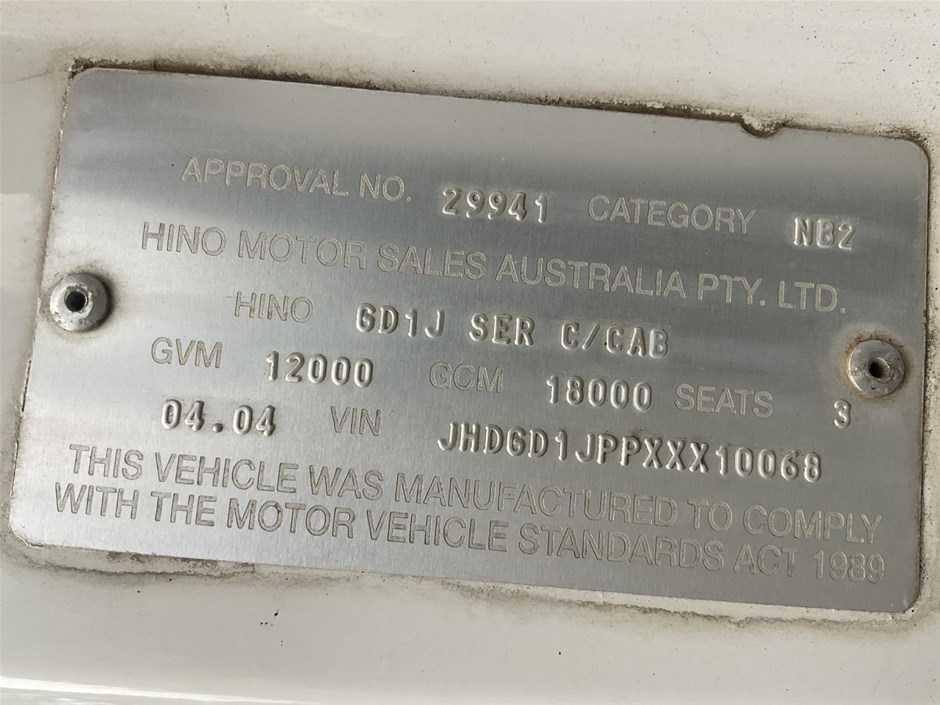 APPROVAL NO. 29941 CATEGORY NB2
HINO MOTOR SALES AUSTRALIA PTY. LTD.
HINO GD1J SER C/CAB
GVM 12000 GCM 18000 SEATS 3
04.04 VIN JHDGD1JPPXXX10068
THIS VEHICLE WAS MANUFACTURED TO COMPLY
WITH THE MOTOR VEHICLE STANDARDS ACT 1989